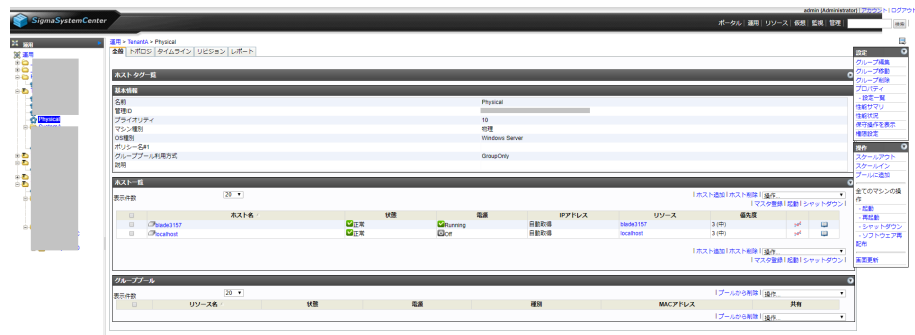 admin (Administrator) | アカウント | ログアウト
SigmaSystemCenter
ポータル | 運用 | リソース | 仮想 | 監視 | 管理 | 検索
運用
運用
Physical
運用 > TenantA > Physical
全般 トポロジ タイムライン リビジョン レポート
ホスト タグ一覧
基本情報
名前 Physical
管理ID
プライオリティ 10
マシン種別 物理
OS種別 Windows Server
ポリシー名#1
グループプール利用方式 GroupOnly
説明
ホスト一覧
表示件数 20
| ホスト追加 | ホスト削除 | 操作...
| マスタ登録 | 起動 | シャットダウン |
ホスト名 状態 電源 IPアドレス リソース 優先度
blade3157 正常 Running 自動取得 blade3157 3 (中)
localhost 正常 Off 自動取得 localhost 3 (中)
| ホスト追加 | ホスト削除 | 操作...
| マスタ登録 | 起動 | シャットダウン |
グループプール
表示件数 20
| プールから削除 | 操作...
リソース名 状態 電源 種別 MACアドレス 共有
| プールから削除 | 操作...
設定
グループ編集
グループ移動
グループ削除
プロパティ
- 設定一覧
性能サマリ
性能状況
保守操作を表示
権限設定
操作
スケールアウト
スケールイン
プールに追加
全てのマシンの操
作
- 起動
- 再起動
- シャットダウン
- ソフトウェア再
配布
画面更新